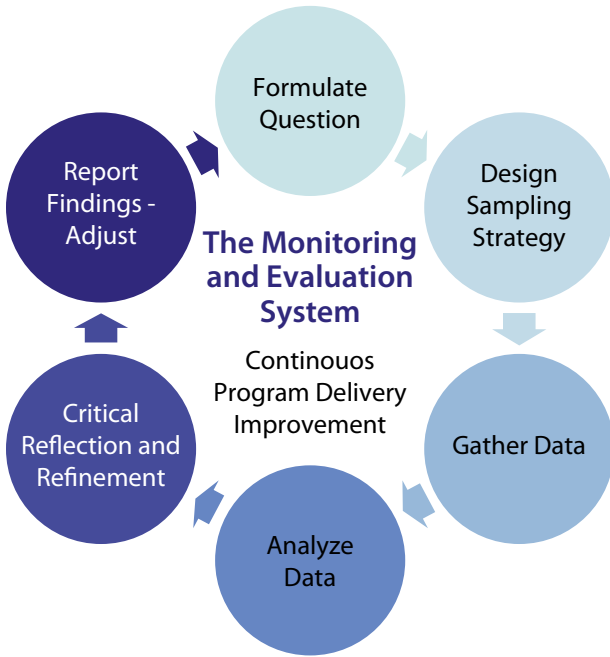 Formulate
Question
Design
Sampling
Strategy
Gather Data
Analyze
Data
Critical
Reflection and
Refinement
Report
Findings -
Adjust
The Monitoring
and Evaluation
System
Continouos
Program Delivery
Improvement